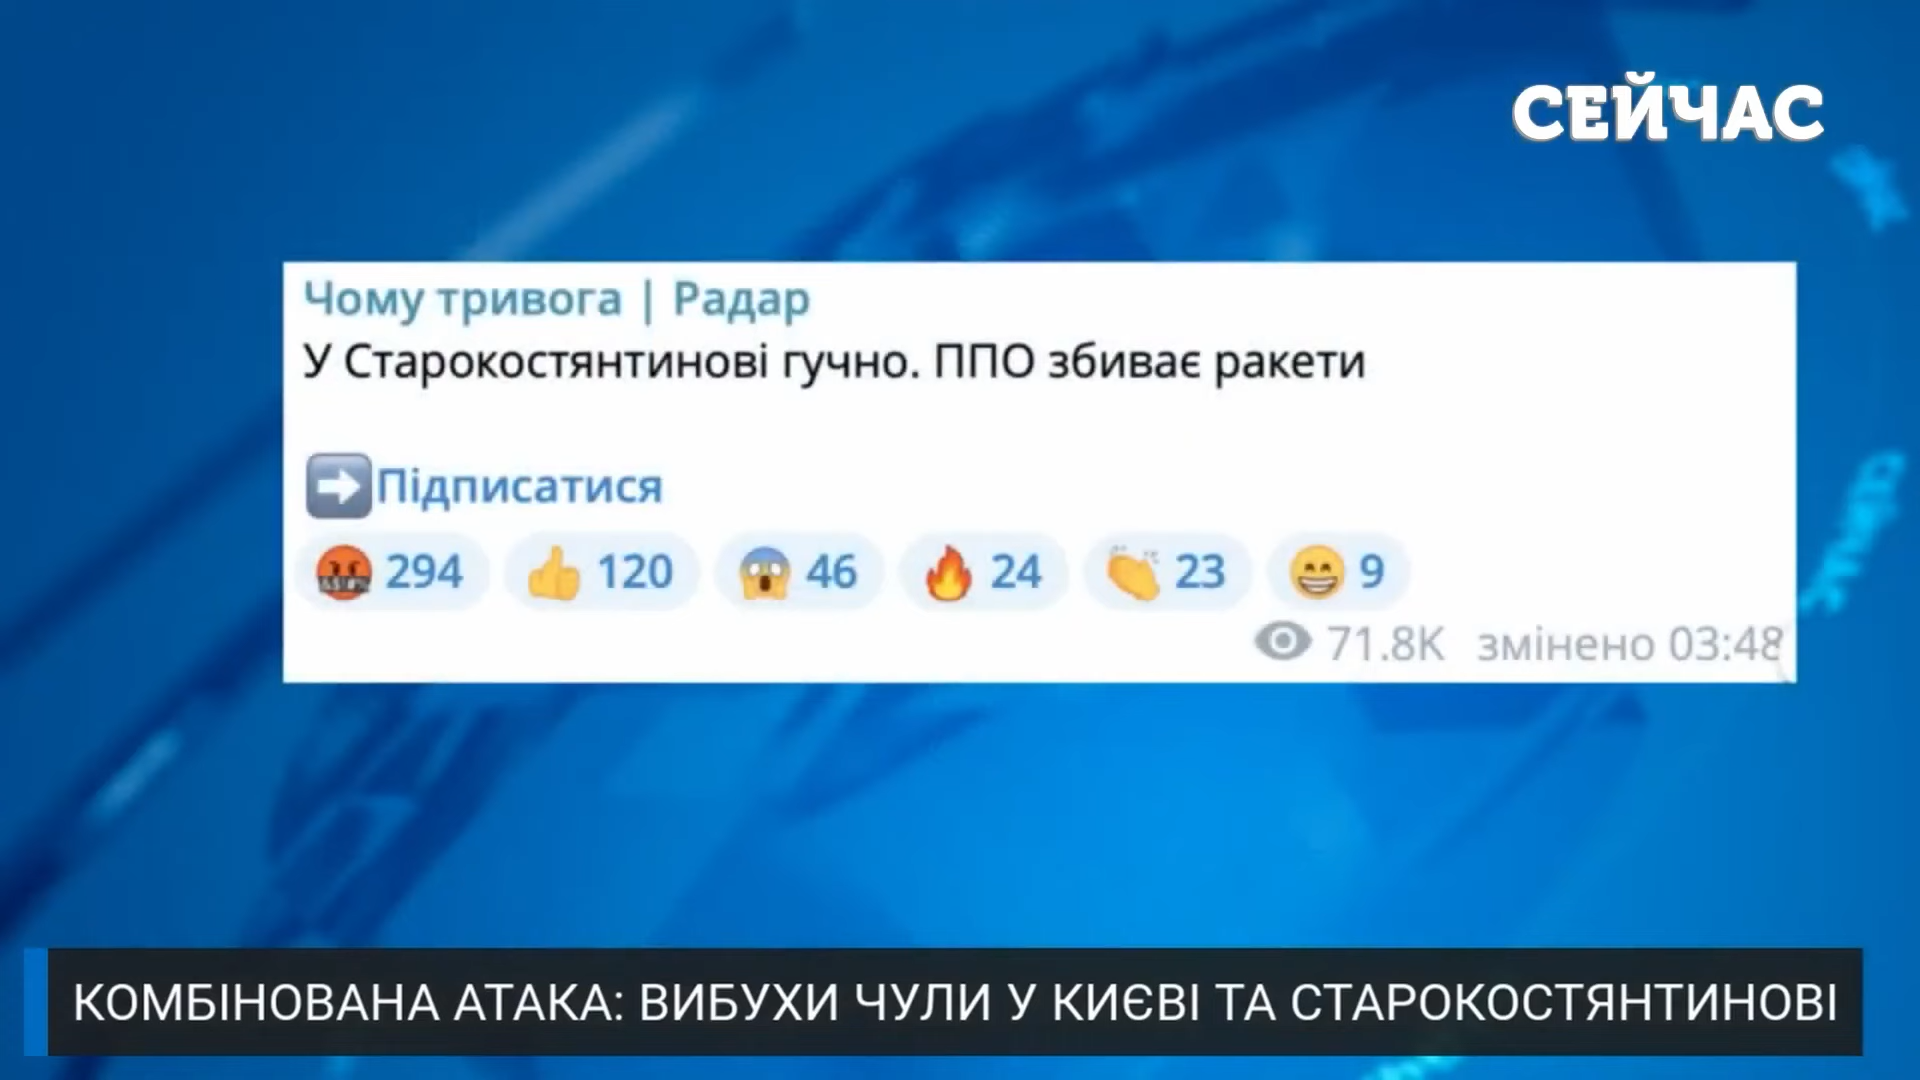 СЕЙЧАС
Чому тривога | Радар
У Старокостянтинові гучно. ППО збиває ракети
➡️Підписатися
🤬 294 👍 120 😱 46 🔥 24 👏 23 😁 9
71.8K змінено 03:48
КОМБІНОВАНА АТАКА: ВИБУХИ ЧУЛИ У КИЄВІ ТА СТАРОКОСТЯНТИНОВІ